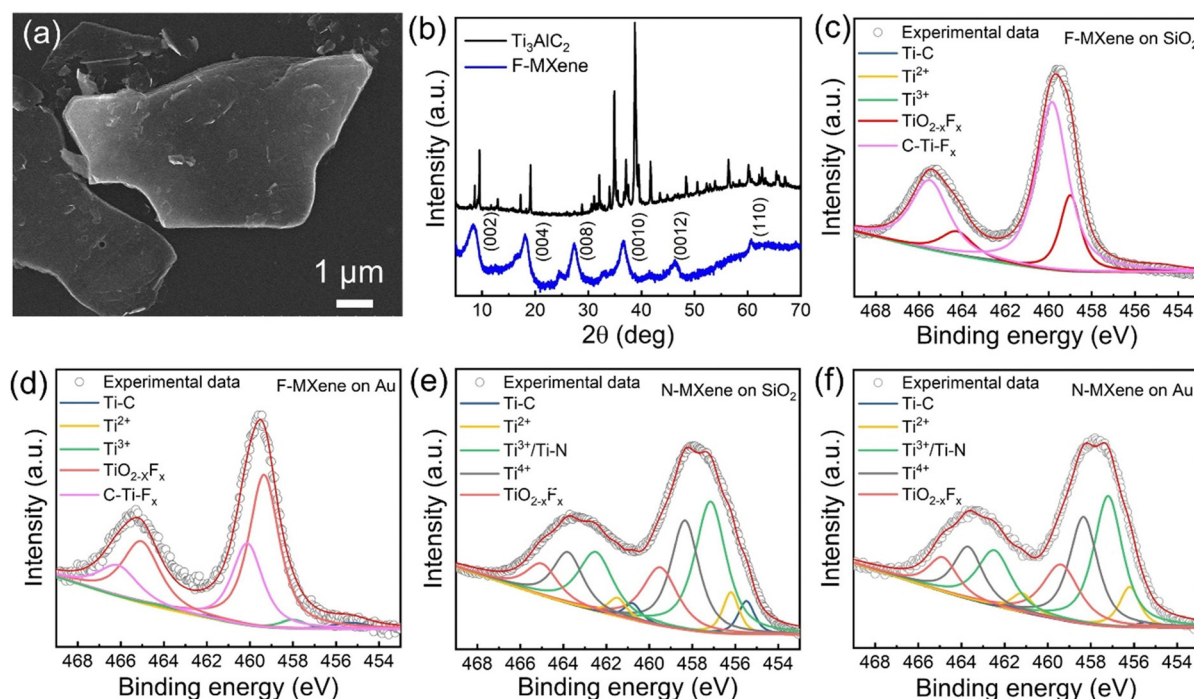 (a)
1 μm
(b)
Ti₃AlC₂
F-MXene
(002)
(004)
(008)
(0010)
(0012)
(110)
Intensity (a.u.)
10 20 30 40 50 60 70
2θ (deg)
(c)
Experimental data
F-MXene on SiO₂
Ti-C
Ti²⁺
Ti³⁺
TiO₂₋ₓFₓ
C-Ti-Fₓ
Intensity (a.u.)
468 466 464 462 460 458 456 454
Binding energy (eV)
(d)
Experimental data
F-MXene on Au
Ti-C
Ti²⁺
Ti³⁺
TiO₂₋ₓFₓ
C-Ti-Fₓ
Intensity (a.u.)
468 466 464 462 460 458 456 454
Binding energy (eV)
(e)
Experimental data
N-MXene on SiO₂
Ti-C
Ti²⁺
Ti³⁺/Ti-N
Ti⁴⁺
TiO₂₋ₓFₓ
Intensity (a.u.)
468 466 464 462 460 458 456 454
Binding energy (eV)
(f)
Experimental data
N-MXene on Au
Ti-C
Ti²⁺
Ti³⁺/Ti-N
Ti⁴⁺
TiO₂₋ₓFₓ
Intensity (a.u.)
468 466 464 462 460 458 456 454
Binding energy (eV)